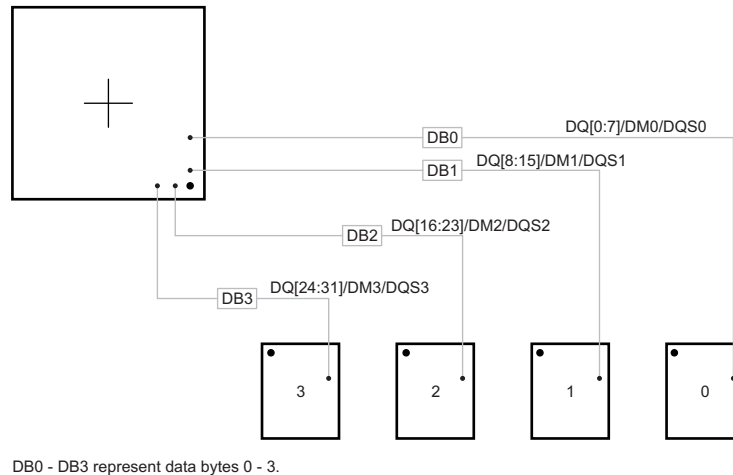 DB0
DQ[0:7]/DM0/DQS0
DB1
DQ[8:15]/DM1/DQS1
DB2
DQ[16:23]/DM2/DQS2
DB3
DQ[24:31]/DM3/DQS3
3
2
1
0
DB0 - DB3 represent data bytes 0 - 3.